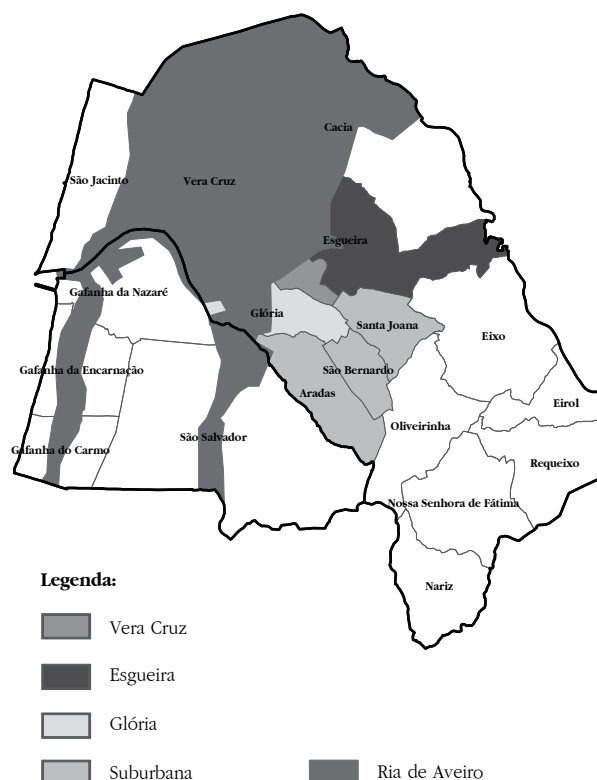 Cacia
São Jacinto
Vera Cruz
Esgueira
Gafanha da Nazaré
Glória
Santa Joana
Eixo
Gafanha da Encarnação
São Bernardo
Aradas
Eirol
Oliveirinha
São Salvador
Gafanha do Carmo
Requeixo
Nossa Senhora de Fátima
Nariz
Legenda:
Vera Cruz
Esgueira
Glória
Suburbana
Ria de Aveiro